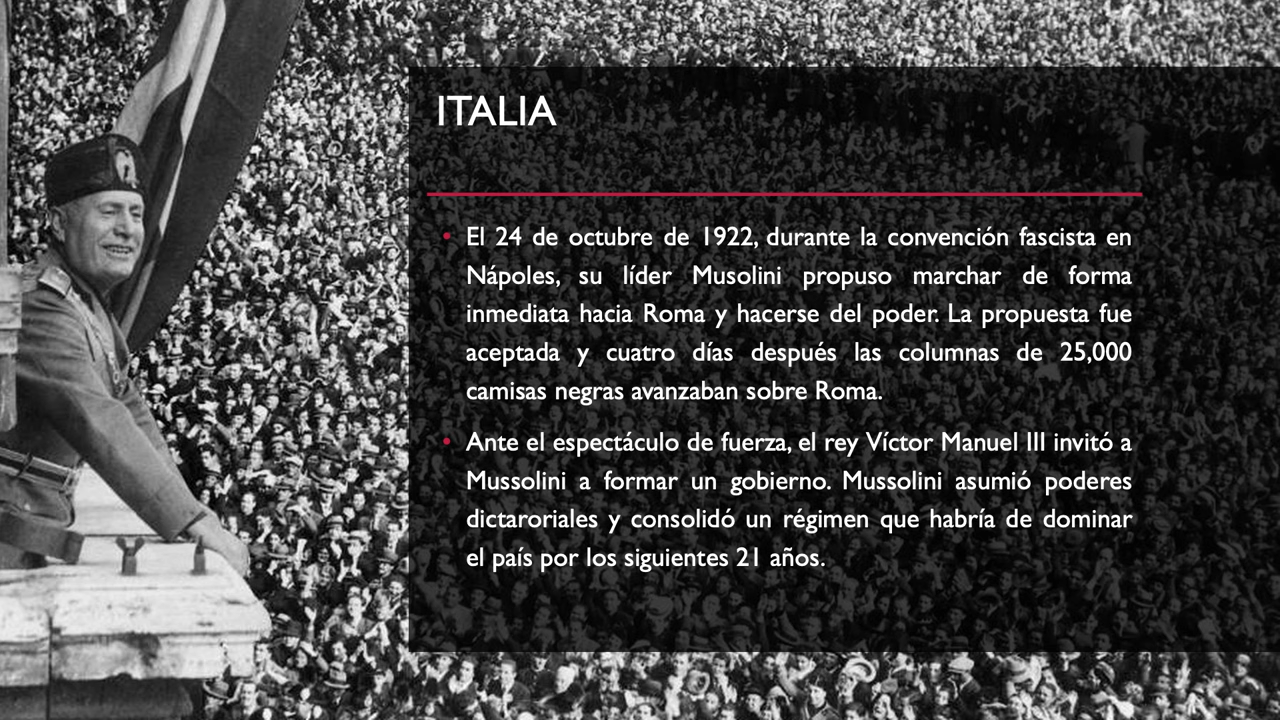 ITALIA
• El 24 de octubre de 1922, durante la convención fascista en
Nápoles, su líder Musolini propuso marchar de forma
inmediata hacia Roma y hacerse del poder. La propuesta fue
aceptada y cuatro días después las columnas de 25,000
camisas negras avanzaban sobre Roma.
• Ante el espectáculo de fuerza, el rey Víctor Manuel III invitó a
Mussolini a formar un gobierno. Mussolini asumió poderes
dictaroriales y consolidó un régimen que habría de dominar
el país por los siguientes 21 años.